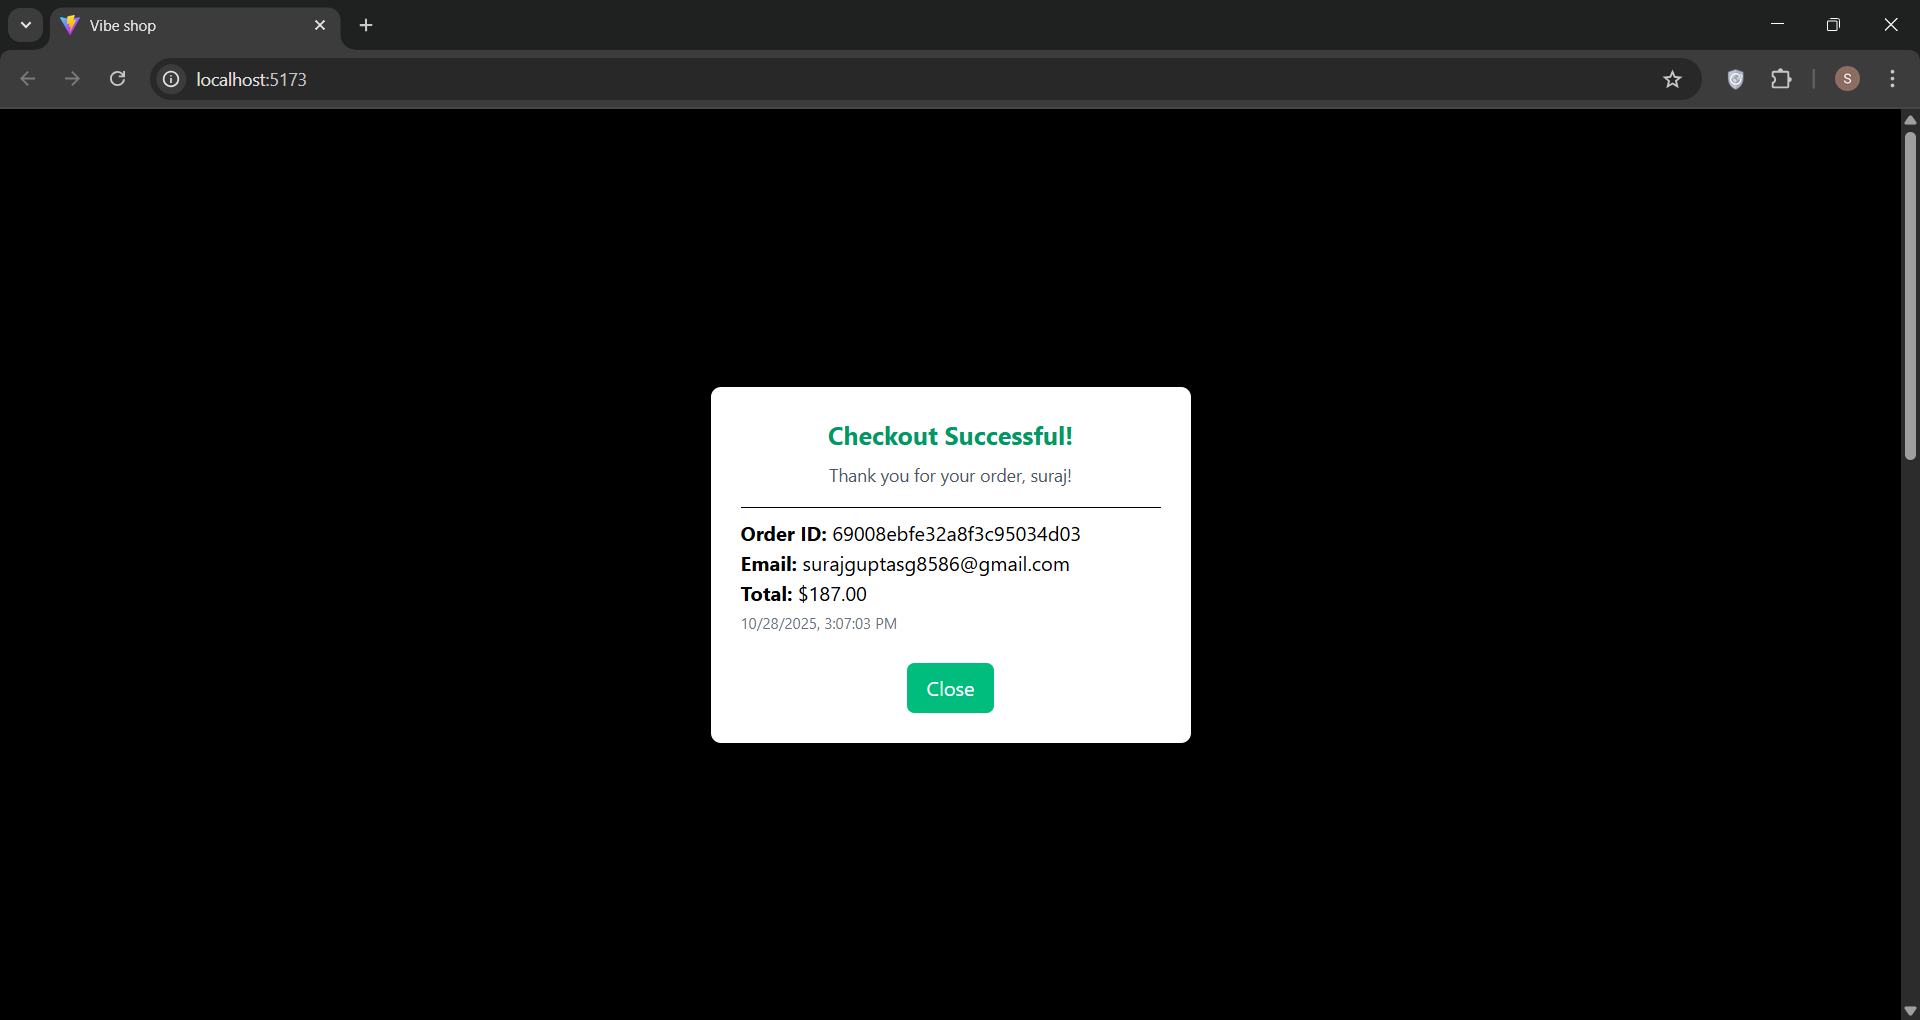 Vibe shop
localhost:5173
S
Checkout Successful!
Thank you for your order, suraj!
Order ID: 69008ebfe32a8f3c95034d03
Email: surajguptasg8586@gmail.com
Total: $187.00
10/28/2025, 3:07:03 PM
Close